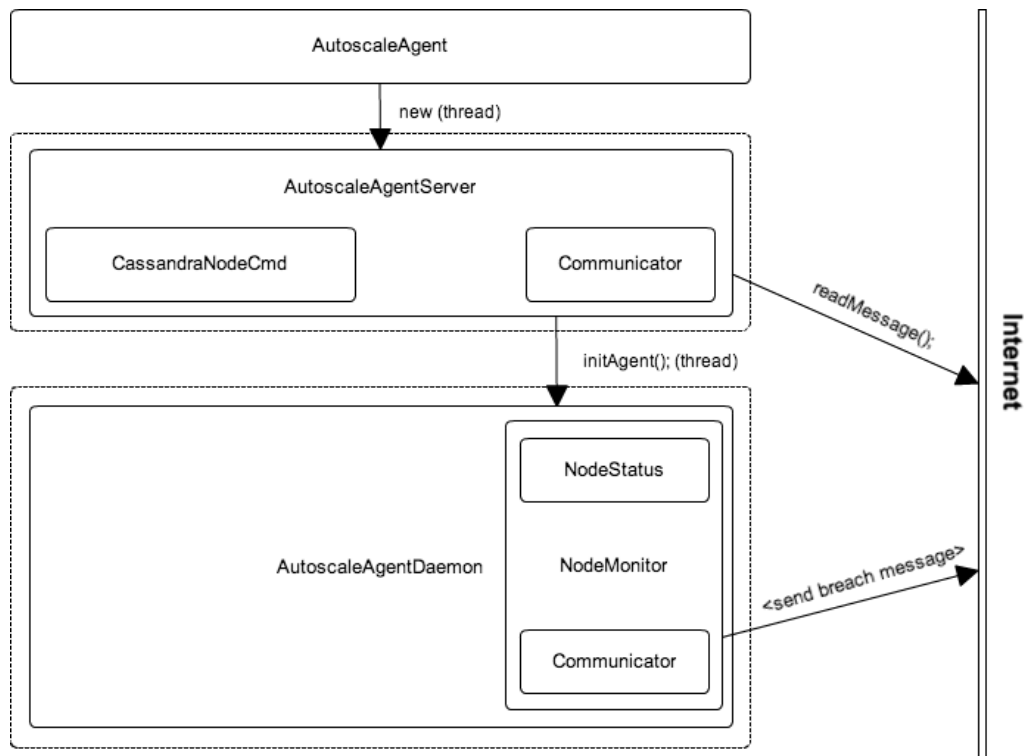 AutoscaleAgent
new (thread)
AutoscaleAgentServer
CassandraNodeCmd
Communicator
readMessage();
Internet
initAgent(); (thread)
NodeStatus
AutoscaleAgentDaemon
NodeMonitor
<send breach message>
Communicator